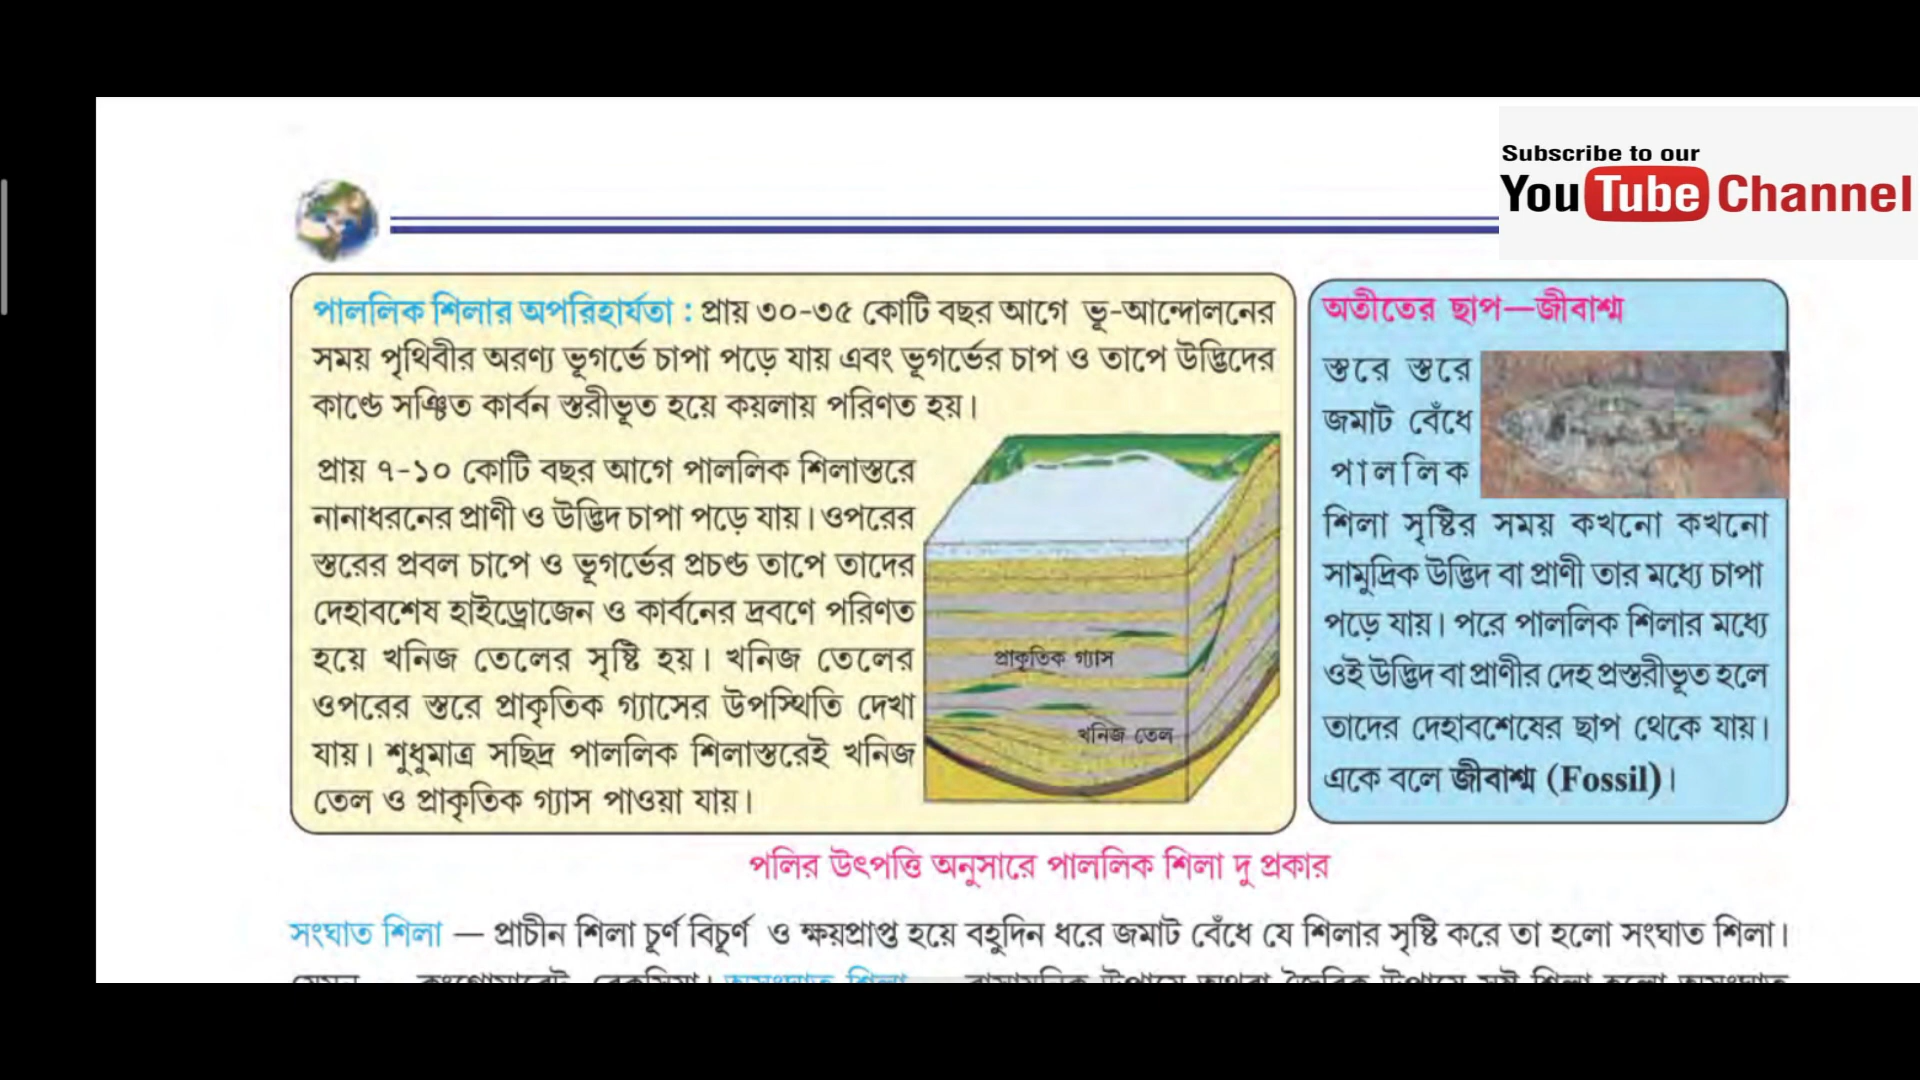 Subscribe to our
YouTube Channel
পাললিক শিলার অপরিহার্যতা : প্রায় ৩০-৩৫ কোটি বছর আগে ভূ-আন্দোলনের
সময় পৃথিবীর অরণ্য ভূগর্ভে চাপা পড়ে যায় এবং ভূগর্ভের চাপ ও তাপে উদ্ভিদের
কাণ্ডে সঞ্চিত কার্বন স্তরীভূত হয়ে কয়লায় পরিণত হয়।
প্রায় ৭-১০ কোটি বছর আগে পাললিক শিলাস্তরে
নানাধরনের প্রাণী ও উদ্ভিদ চাপা পড়ে যায়। ওপরের
স্তরের প্রবল চাপে ও ভূগর্ভের প্রচণ্ড তাপে তাদের
দেহাবশেষ হাইড্রোজেন ও কার্বনের দ্রবণে পরিণত
হয়ে খনিজ তেলের সৃষ্টি হয়। খনিজ তেলের
ওপরের স্তরে প্রাকৃতিক গ্যাসের উপস্থিতি দেখা
যায়। শুধুমাত্র সছিদ্র পাললিক শিলাস্তরেই খনিজ
তেল ও প্রাকৃতিক গ্যাস পাওয়া যায়।
প্রাকৃতিক গ্যাস
খনিজ তেল
অতীতের ছাপ—জীবাশ্ম
স্তরে স্তরে
জমাট বেঁধে
পাললিক
শিলা সৃষ্টির সময় কখনো কখনো
সামুদ্রিক উদ্ভিদ বা প্রাণী তার মধ্যে চাপা
পড়ে যায়। পরে পাললিক শিলার মধ্যে
ওই উদ্ভিদ বা প্রাণীর দেহ প্রস্তরীভূত হলে
তাদের দেহাবশেষের ছাপ থেকে যায়।
একে বলে জীবাশ্ম (Fossil)।
পলির উৎপত্তি অনুসারে পাললিক শিলা দু প্রকার
সংঘাত শিলা — প্রাচীন শিলা চূর্ণ বিচূর্ণ ও ক্ষয়প্রাপ্ত হয়ে বহুদিন ধরে জমাট বেঁধে যে শিলার সৃষ্টি করে তা হলো সংঘাত শিলা।